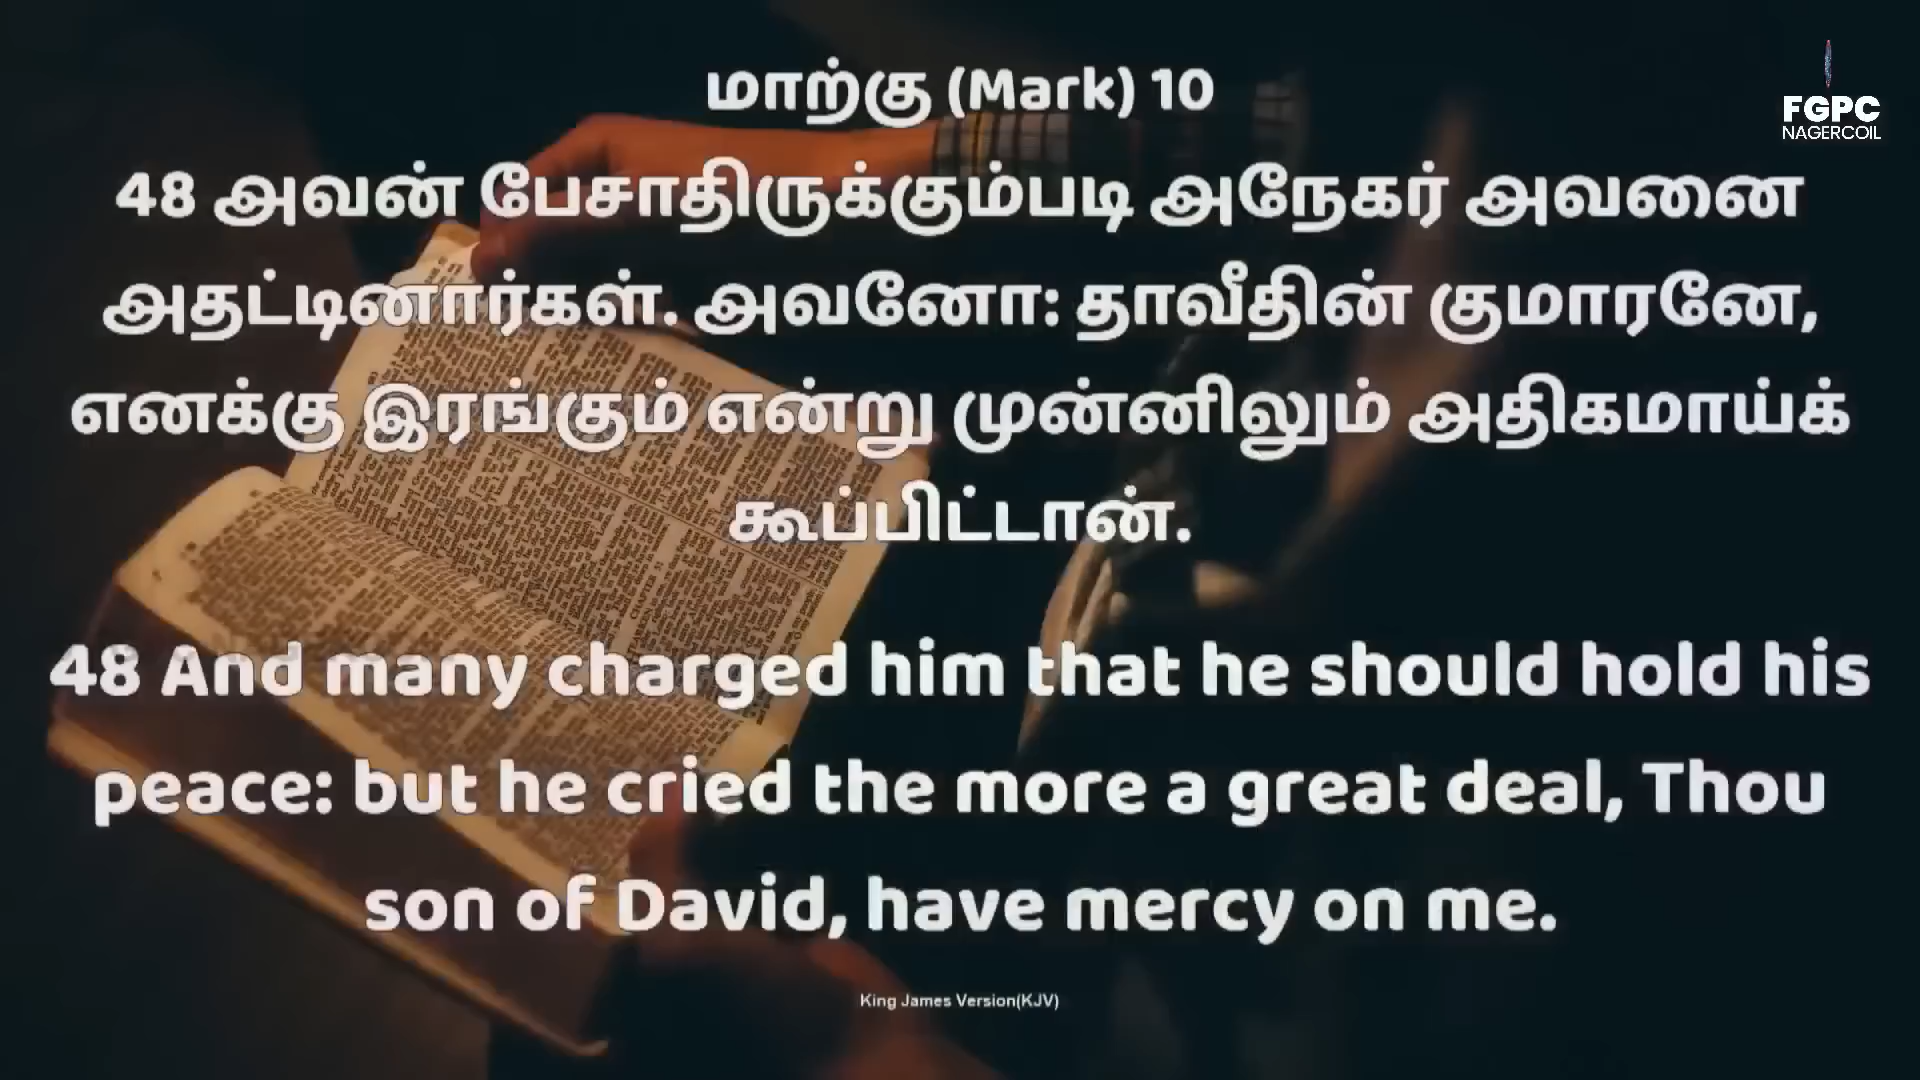 மாற்கு (Mark) 10
FGPC
NAGERCOIL
48 அவன் பேசாதிருக்கும்படி அநேகர் அவனை
அதட்டினார்கள். அவனோ: தாவீதின் குமாரனே,
எனக்கு இரங்கும் என்று முன்னிலும் அதிகமாய்க்
கூப்பிட்டான்.
48 And many charged him that he should hold his
peace: but he cried the more a great deal, Thou
son of David, have mercy on me.
King James Version(KJV)